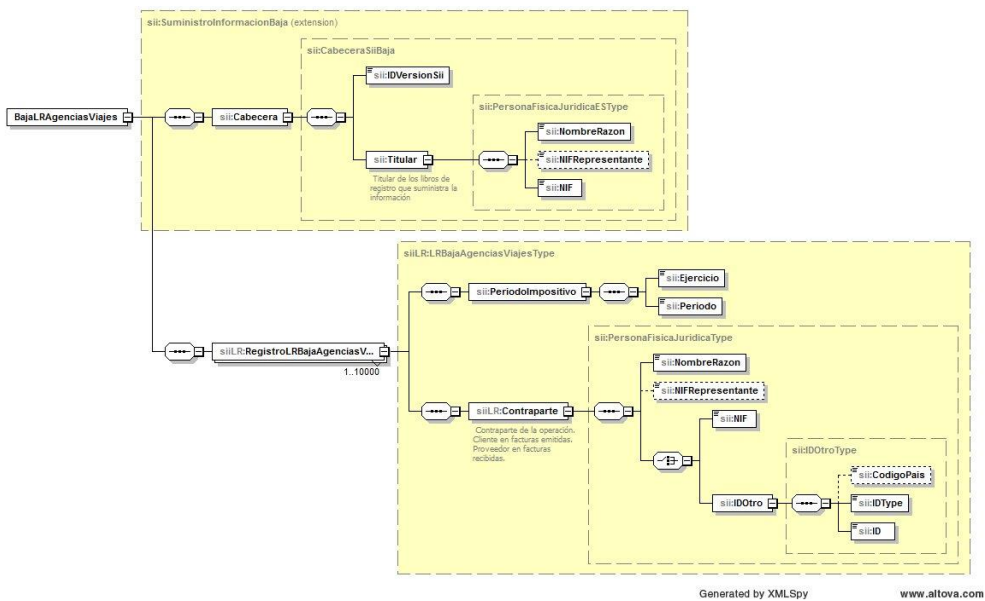 sii:SuministroInformacionBaja (extension)
sii:CabeceraSiiBaja
sii:IDVersionSii
sii:PersonaFisicaJuridicaESType
BajaLRAgenciasViajes
sii:Cabecera
sii:NombreRazon
sii:Titular
sii:NIFRepresentante
Titular de los libros de
registro que suministra la
información
sii:NIF
siiLR:LRBajaAgenciasViajesType
sii:PeriodoImpositivo
sii:Ejercicio
sii:Periodo
sii:PersonaFisicaJuridicaType
siiLR:RegistroLRBajaAgenciasV...
1..10000
sii:NombreRazon
sii:NIFRepresentante
siiLR:Contraparte
Contraparte de la operación.
Cliente en facturas emitidas.
Proveedor en facturas
recibidas.
sii:NIF
sii:IDOtroType
sii:CodigoPais
sii:IDOtro
sii:IDType
sii:ID
Generated by XMLSpy
www.altova.com